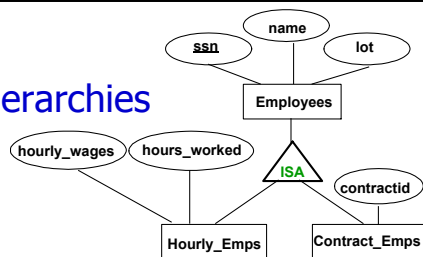 name
ssn
lot
erarchies
Employees
hourly_wages
hours_worked
ISA
contractid
Hourly_Emps
Contract_Emps